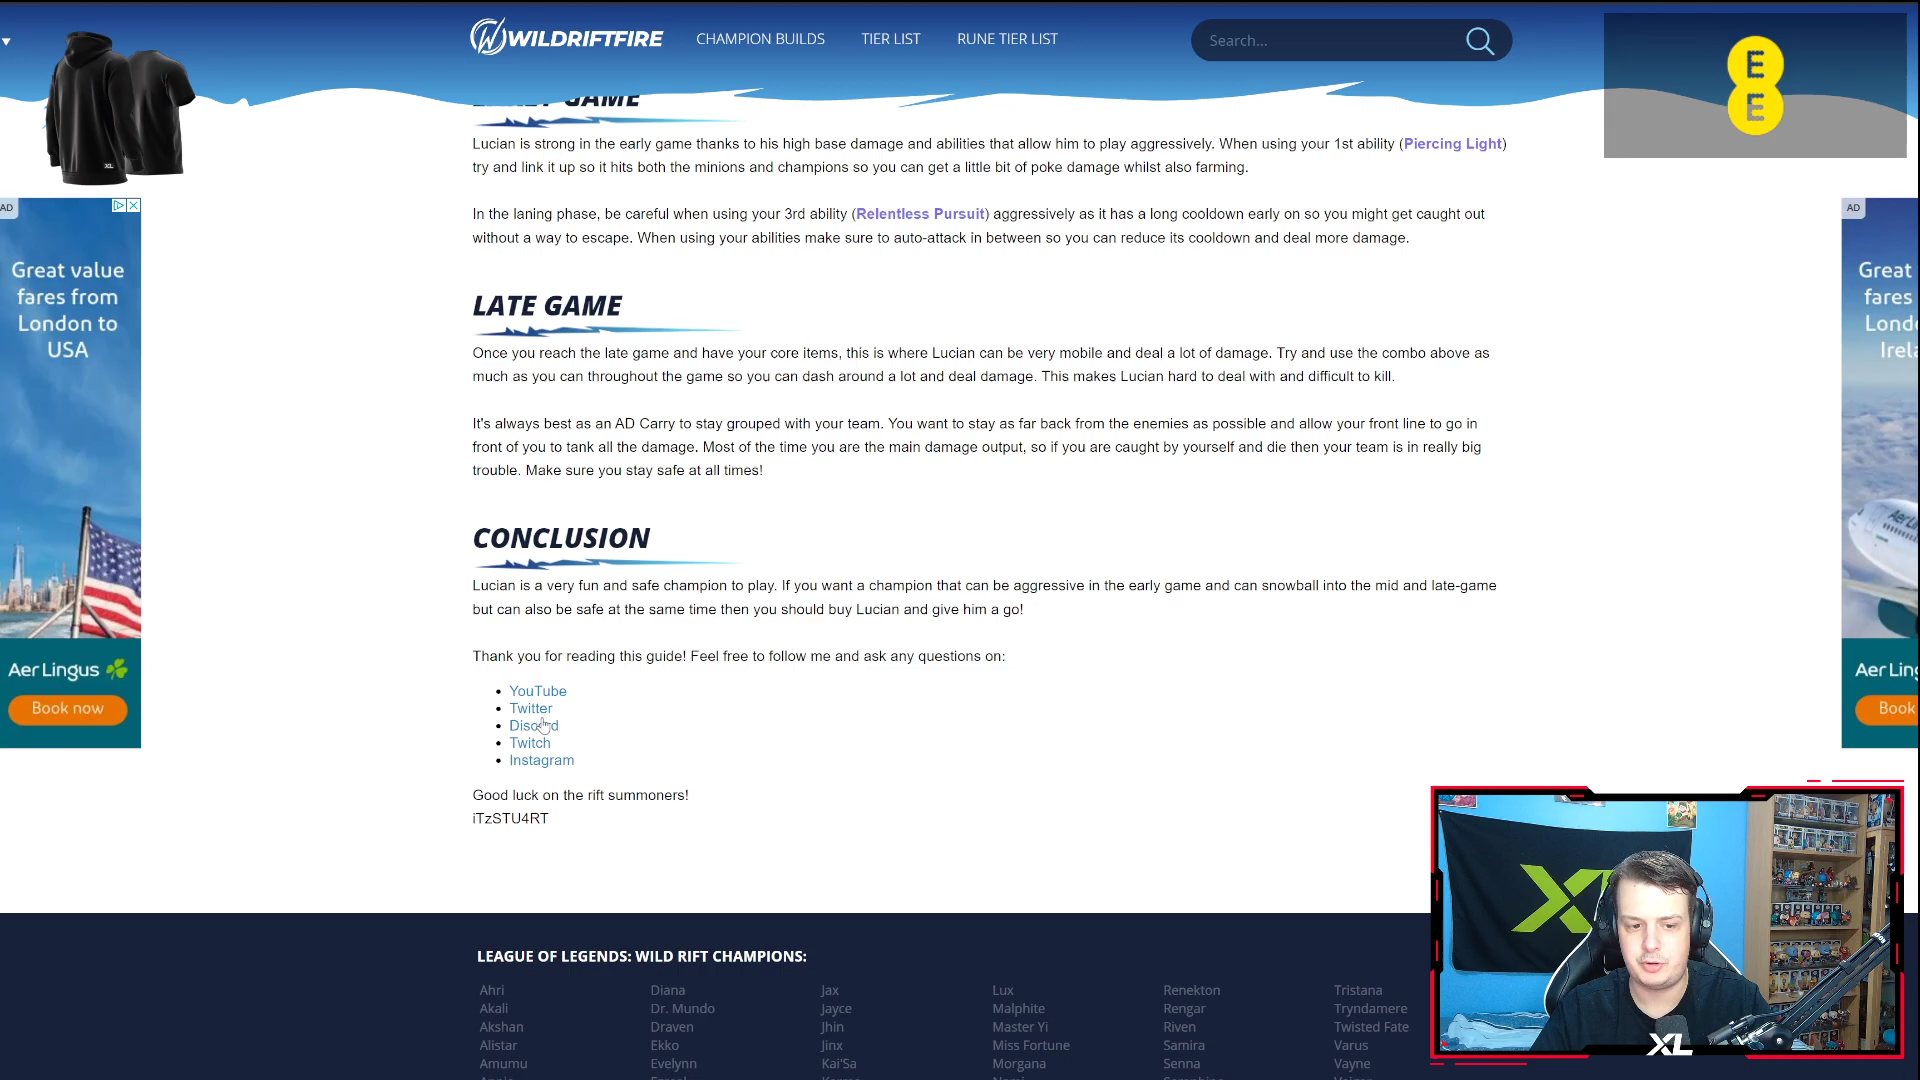 WILDRIFTFIRE
CHAMPION BUILDS
TIER LIST
RUNE TIER LIST
Search...
E
E
XL
GAME
Lucian is strong in the early game thanks to his high base damage and abilities that allow him to play aggressively. When using your 1st ability (Piercing Light)
try and link it up so it hits both the minions and champions so you can get a little bit of poke damage whilst also farming.
In the laning phase, be careful when using your 3rd ability (Relentless Pursuit) aggressively as it has a long cooldown early on so you might get caught out
without a way to escape. When using your abilities make sure to auto-attack in between so you can reduce its cooldown and deal more damage.
AD
Great value
fares from
London to
USA
Aer Lingus
Book now
LATE GAME
Once you reach the late game and have your core items, this is where Lucian can be very mobile and deal a lot of damage. Try and use the combo above as
much as you can throughout the game so you can dash around a lot and deal damage. This makes Lucian hard to deal with and difficult to kill.
It's always best as an AD Carry to stay grouped with your team. You want to stay as far back from the enemies as possible and allow your front line to go in
front of you to tank all the damage. Most of the time you are the main damage output, so if you are caught by yourself and die then your team is in really big
trouble. Make sure you stay safe at all times!
CONCLUSION
Lucian is a very fun and safe champion to play. If you want a champion that can be aggressive in the early game and can snowball into the mid and late-game
but can also be safe at the same time then you should buy Lucian and give him a go!
Thank you for reading this guide! Feel free to follow me and ask any questions on:
• YouTube
• Twitter
• Discord
• Twitch
• Instagram
Good luck on the rift summoners!
iTzSTU4RT
AD
Great
fares
Lond
Irela
Aer Ling
Book
LEAGUE OF LEGENDS: WILD RIFT CHAMPIONS:
Ahri
Akali
Akshan
Alistar
Amumu
Diana
Dr. Mundo
Draven
Ekko
Evelynn
Jax
Jayce
Jhin
Jinx
Kai'Sa
Lux
Malphite
Master Yi
Miss Fortune
Morgana
Renekton
Rengar
Riven
Samira
Senna
Tristana
Tryndamere
Twisted Fate
Varus
Vayne
XL